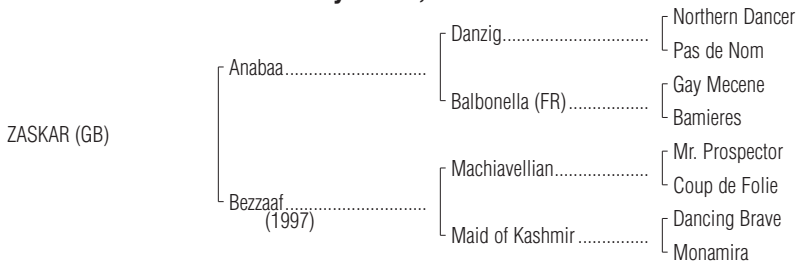 Northern Dancer
Danzig..............................
Pas de Nom
Anabaa.............................
Gay Mecene
Balbonella (FR)................
Bamieres
ZASKAR (GB)
Mr. Prospector
Machiavellian...................
Coup de Folie
Bezzaaf.............................
(1997)
Dancing Brave
Maid of Kashmir ..............
Monamira